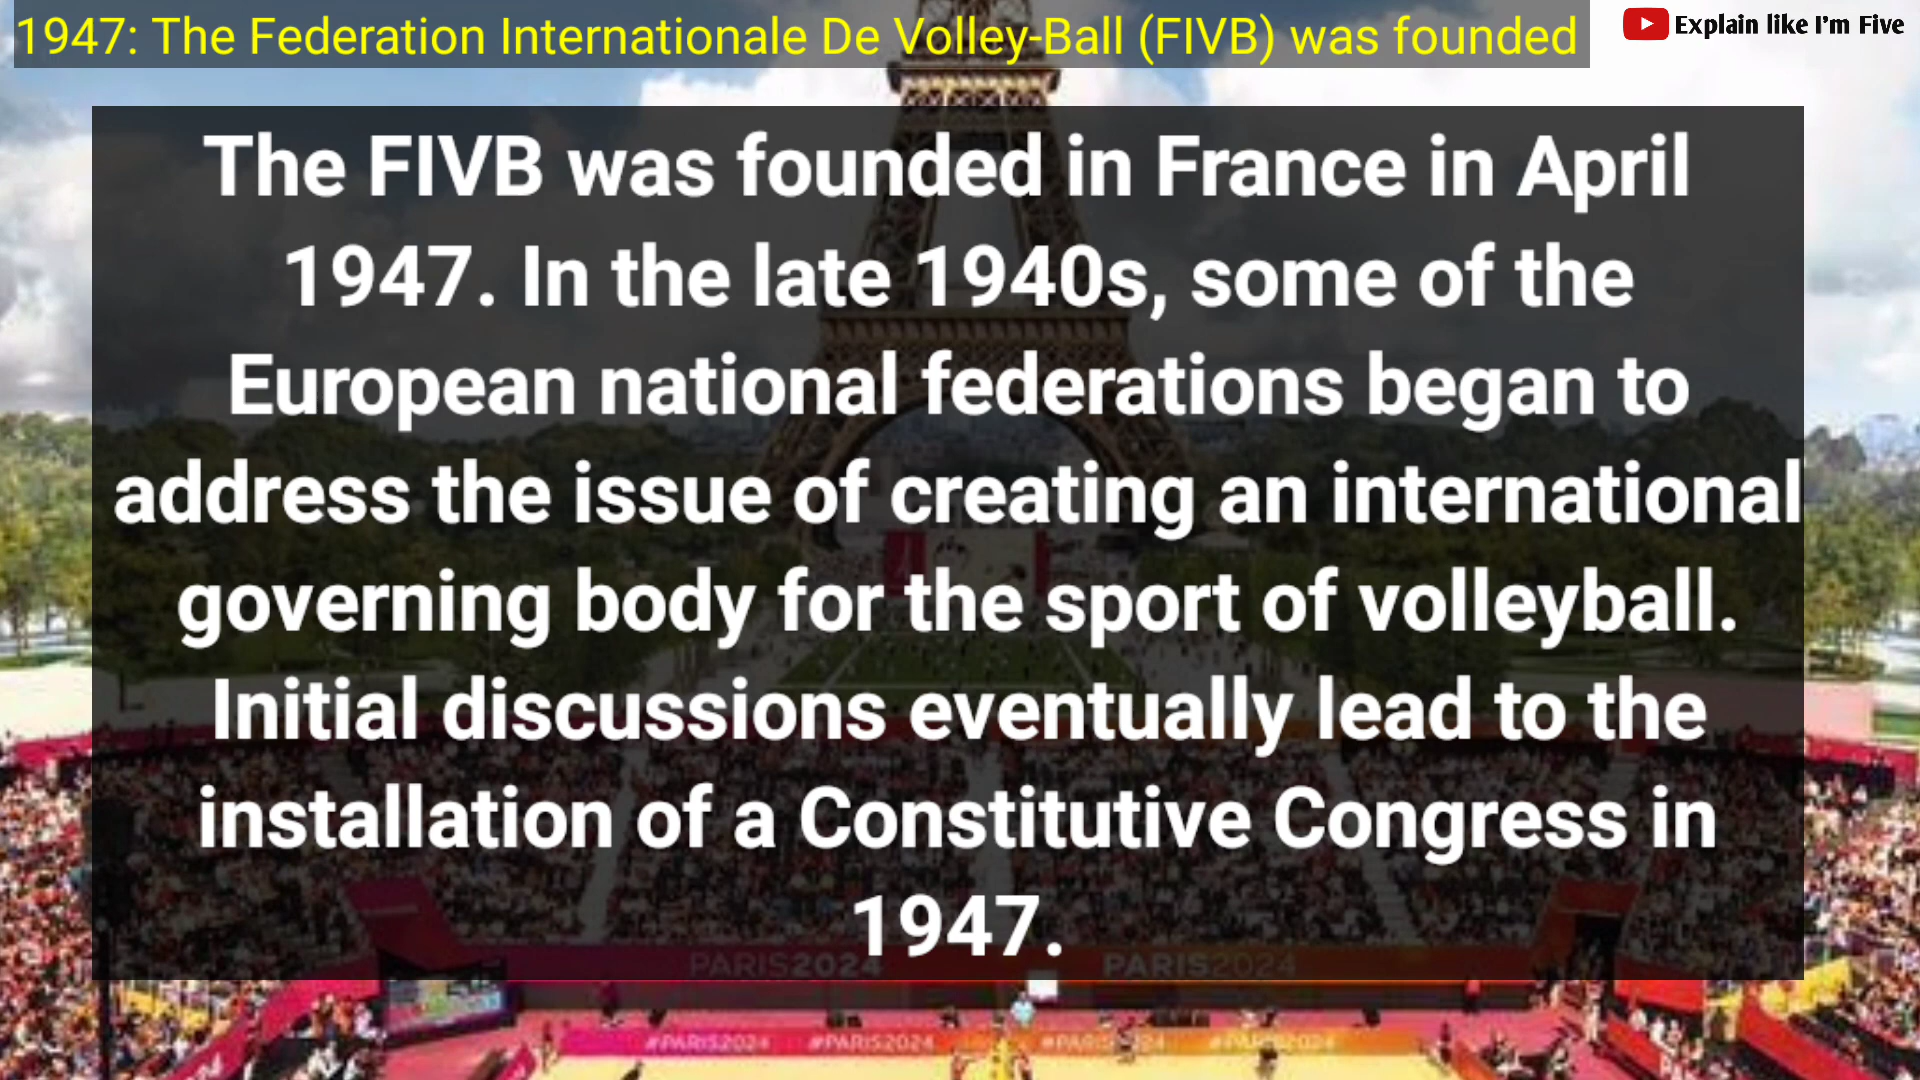 1947: The Federation Internationale De Volley-Ball (FIVB) was founded
Explain like I'm Five
The FIVB was founded in France in April
1947. In the late 1940s, some of the
European national federations began to
address the issue of creating an international
governing body for the sport of volleyball.
Initial discussions eventually lead to the
installation of a Constitutive Congress in
1947.
PARIS2024 PARIS2024
#PARIS2024 #PARIS2024 #PARIS2024 #PARIS2024